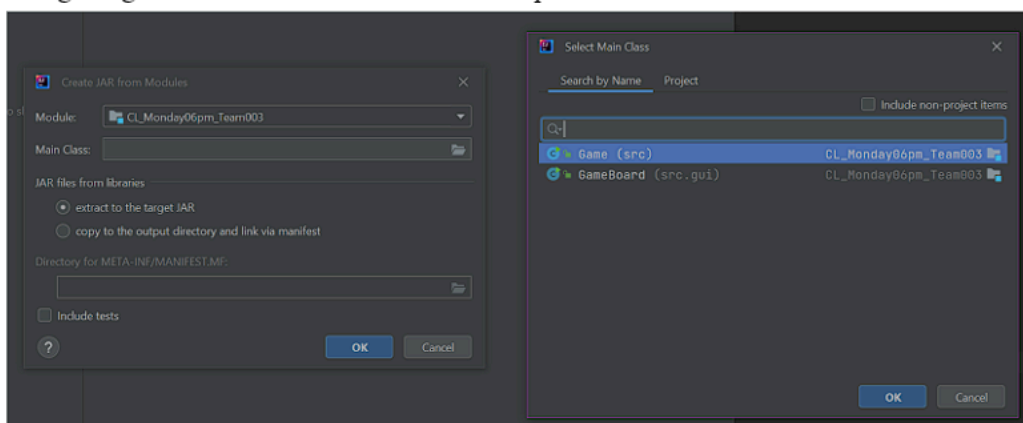 Create JAR from Modules
Module: CL_Monday06pm_Team003
Main Class:
JAR files from libraries
extract to the target JAR
copy to the output directory and link via manifest
Directory for META-INF/MANIFEST.MF:
Include tests
? OK Cancel
Select Main Class
Search by Name Project
Include non-project items
Game (src) CL_Monday06pm_Team003
GameBoard (src.gui) CL_Monday06pm_Team003
OK Cancel